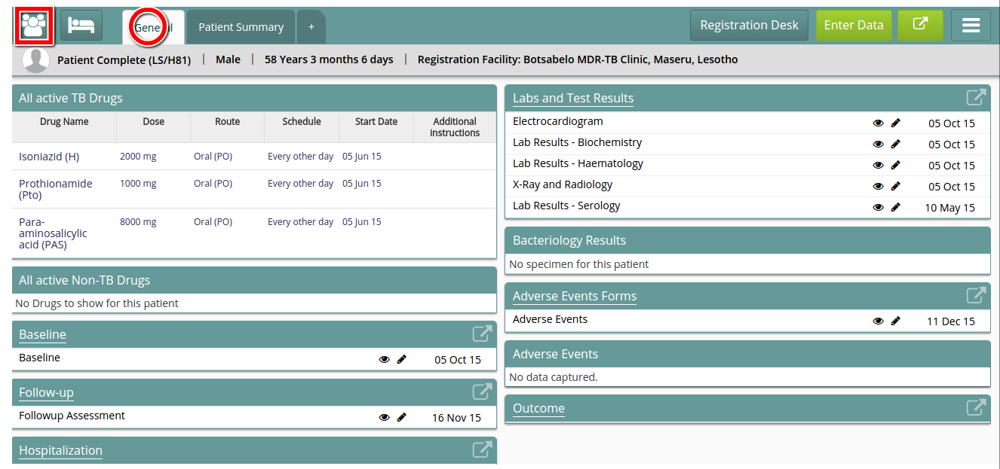 General
Patient Summary
+
Registration Desk
Enter Data
Patient Complete (LS/H81) | Male | 58 Years 3 months 6 days | Registration Facility: Botsabelo MDR-TB Clinic, Maseru, Lesotho
All active TB Drugs
Drug Name Dose Route Schedule Start Date Additional
instructions
Isoniazid (H) 2000 mg Oral (PO) Every other day 05 Jun 15
Prothionamide 1000 mg Oral (PO) Every other day 05 Jun 15
(Pto)
Para- 8000 mg Oral (PO) Every other day 05 Jun 15
aminosalicylic
acid (PAS)
All active Non-TB Drugs
No Drugs to show for this patient
Baseline
Baseline 05 Oct 15
Follow-up
Followup Assessment 16 Nov 15
Hospitalization
Labs and Test Results
Electrocardiogram 05 Oct 15
Lab Results - Biochemistry 05 Oct 15
Lab Results - Haematology 05 Oct 15
X-Ray and Radiology 05 Oct 15
Lab Results - Serology 10 May 15
Bacteriology Results
No specimen for this patient
Adverse Events Forms
Adverse Events 11 Dec 15
Adverse Events
No data captured.
Outcome